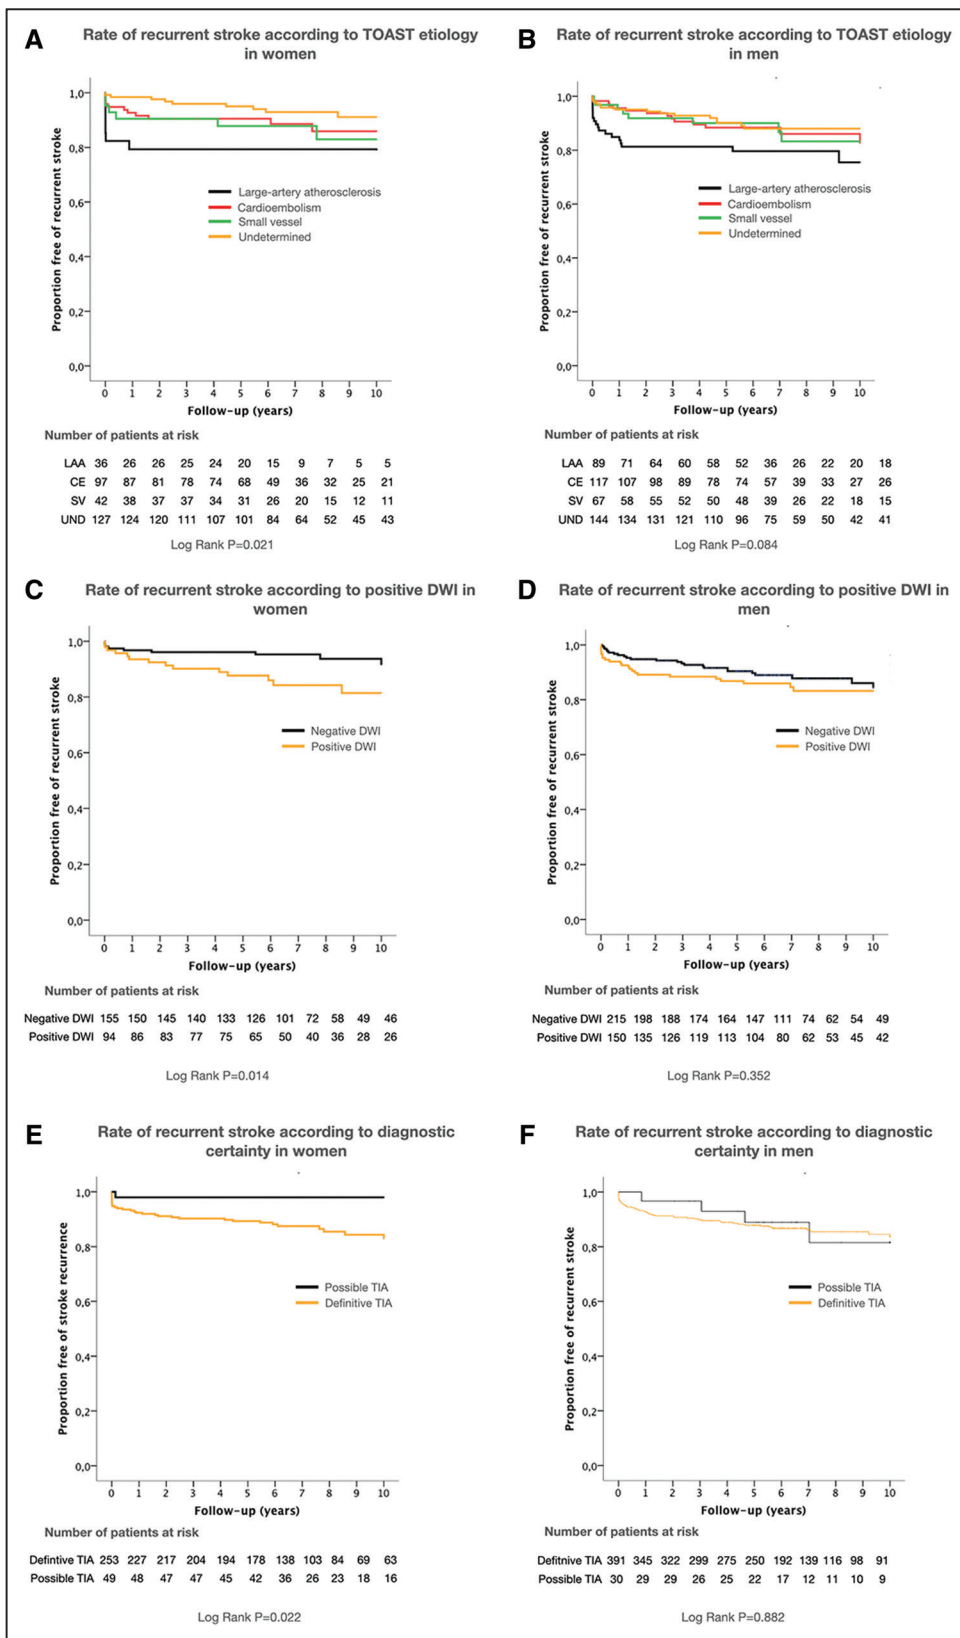 A
Rate of recurrent stroke according to TOAST etiology
in women
1,0
0,8
0,6
0,4
0,2
0,0
Proportion free of recurrent stroke
Large-artery atherosclerosis
Cardioembolism
Small vessel
Undetermined
0 1 2 3 4 5 6 7 8 9 10
Follow-up (years)
Number of patients at risk
LAA 36 26 26 25 24 20 15 9 7 5 5
CE 97 87 81 78 74 68 49 36 32 25 21
SV 42 38 37 37 34 31 26 20 15 12 11
UND 127 124 120 111 107 101 84 64 52 45 43
Log Rank P=0.021
B
Rate of recurrent stroke according to TOAST etiology
in men
1,0
0,8
0,6
0,4
0,2
0,0
Proportion free of recurrent stroke
Large-artery atherosclerosis
Cardioembolism
Small vessel
Undetermined
0 1 2 3 4 5 6 7 8 9 10
Follow-up (years)
Number of patients at risk
LAA 89 71 64 60 58 52 36 26 22 20 18
CE 117 107 98 89 78 74 57 39 33 27 26
SV 67 58 55 52 50 48 39 26 22 18 15
UND 144 134 131 121 110 96 75 59 50 42 41
Log Rank P=0.084
C
Rate of recurrent stroke according to positive DWI in
women
1,0
0,8
0,6
0,4
0,2
0,0
Proportion free of recurrent stroke
Negative DWI
Positive DWI
0 1 2 3 4 5 6 7 8 9 10
Follow-up (years)
Number of patients at risk
Negative DWI 155 150 145 140 133 126 101 72 58 49 46
Positive DWI 94 86 83 77 75 65 50 40 36 28 26
Log Rank P=0.014
D
Rate of recurrent stroke according to positive DWI in
men
1,0
0,8
0,6
0,4
0,2
0,0
Proportion free of recurrent stroke
Negative DWI
Positive DWI
0 1 2 3 4 5 6 7 8 9 10
Follow-up (years)
Number of patients at risk
Negative DWI 215 198 188 174 164 147 111 74 62 54 49
Positive DWI 150 135 126 119 113 104 80 62 53 45 42
Log Rank P=0.352
E
Rate of recurrent stroke according to diagnostic
certainty in women
1,0
0,8
0,6
0,4
0,2
0,0
Proportion free of stroke recurrence
Possible TIA
Definitive TIA
0 1 2 3 4 5 6 7 8 9 10
Follow-up (years)
Number of patients at risk
Defintive TIA 253 227 217 204 194 178 138 103 84 69 63
Possible TIA 49 48 47 47 45 42 36 26 23 18 16
Log Rank P=0.022
F
Rate of recurrent stroke according to diagnostic
certainty in men
1,0
0,8
0,6
0,4
0,2
0,0
Proportion free of recurrent stroke
Possible TIA
Definitive TIA
0 1 2 3 4 5 6 7 8 9 10
Follow-up (years)
Number of patients at risk
Defitnive TIA 391 345 322 299 275 250 192 139 116 98 91
Possible TIA 30 29 29 26 25 22 17 12 11 10 9
Log Rank P=0.882